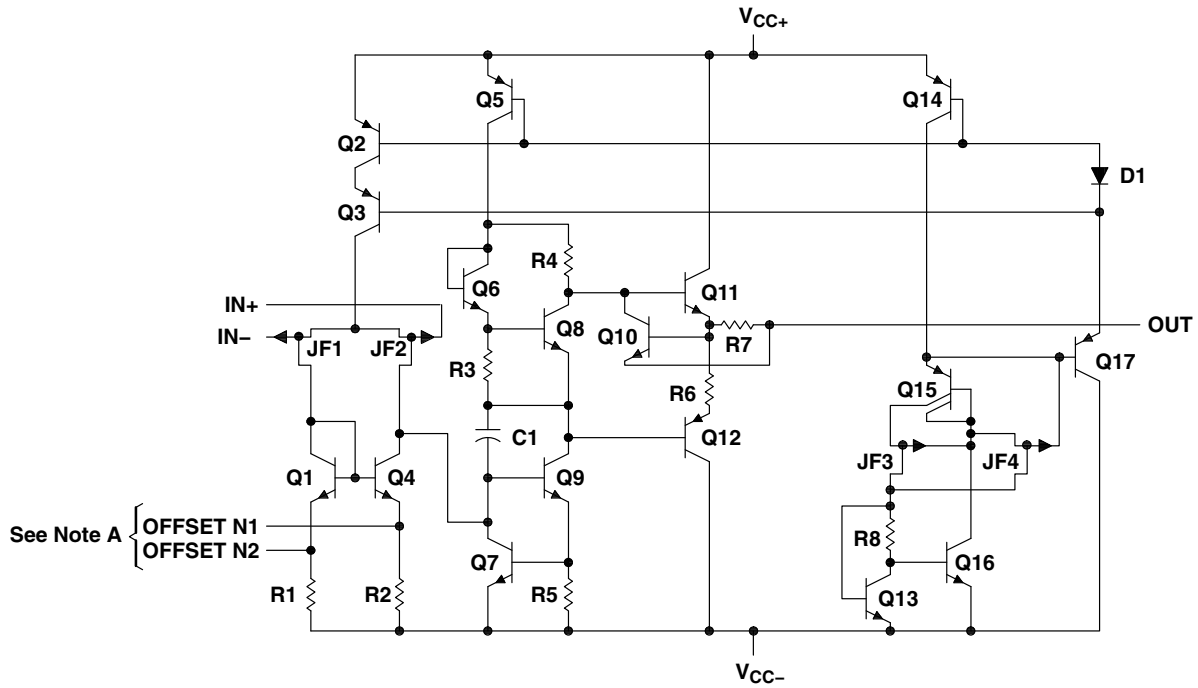 VCC+
Q5
Q14
Q2
D1
Q3
R4
Q6
Q11
IN+
Q8
Q10
OUT
IN−
JF1
JF2
R7
Q17
R3
Q15
R6
C1
Q12
JF3
JF4
Q1
Q4
Q9
See Note A
OFFSET N1
OFFSET N2
R8
Q7
Q16
R1
R2
R5
Q13
VCC−